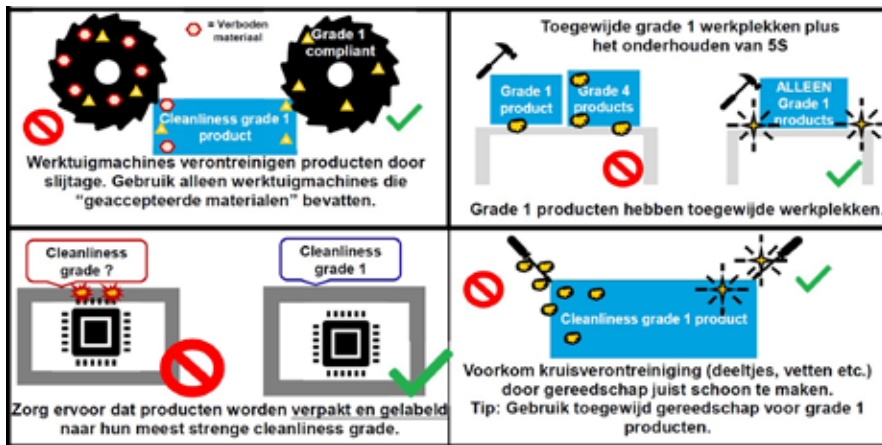 = Verboden
materiaal
Grade 1
compliant
Cleanliness grade 1
product
Werktuigmachines verontreinigen producten door
slijtage. Gebruik alleen werktuigmachines die
“geaccepteerde materialen” bevatten.
Toegewijde grade 1 werkplekken plus
het onderhouden van 5S
Grade 1
product
Grade 4
products
ALLEEN
Grade 1
products
Grade 1 producten hebben toegewijde werkplekken.
Cleanliness
grade ?
Cleanliness
grade 1
Zorg ervoor dat producten worden verpakt en gelabeld
naar hun meest strenge cleanliness grade.
Cleanliness grade 1 product
Voorkom kruisverontreiniging (deeltjes, vetten etc.)
door gereedschap juist schoon te maken.
Tip: Gebruik toegewijd gereedschap voor grade 1
producten.